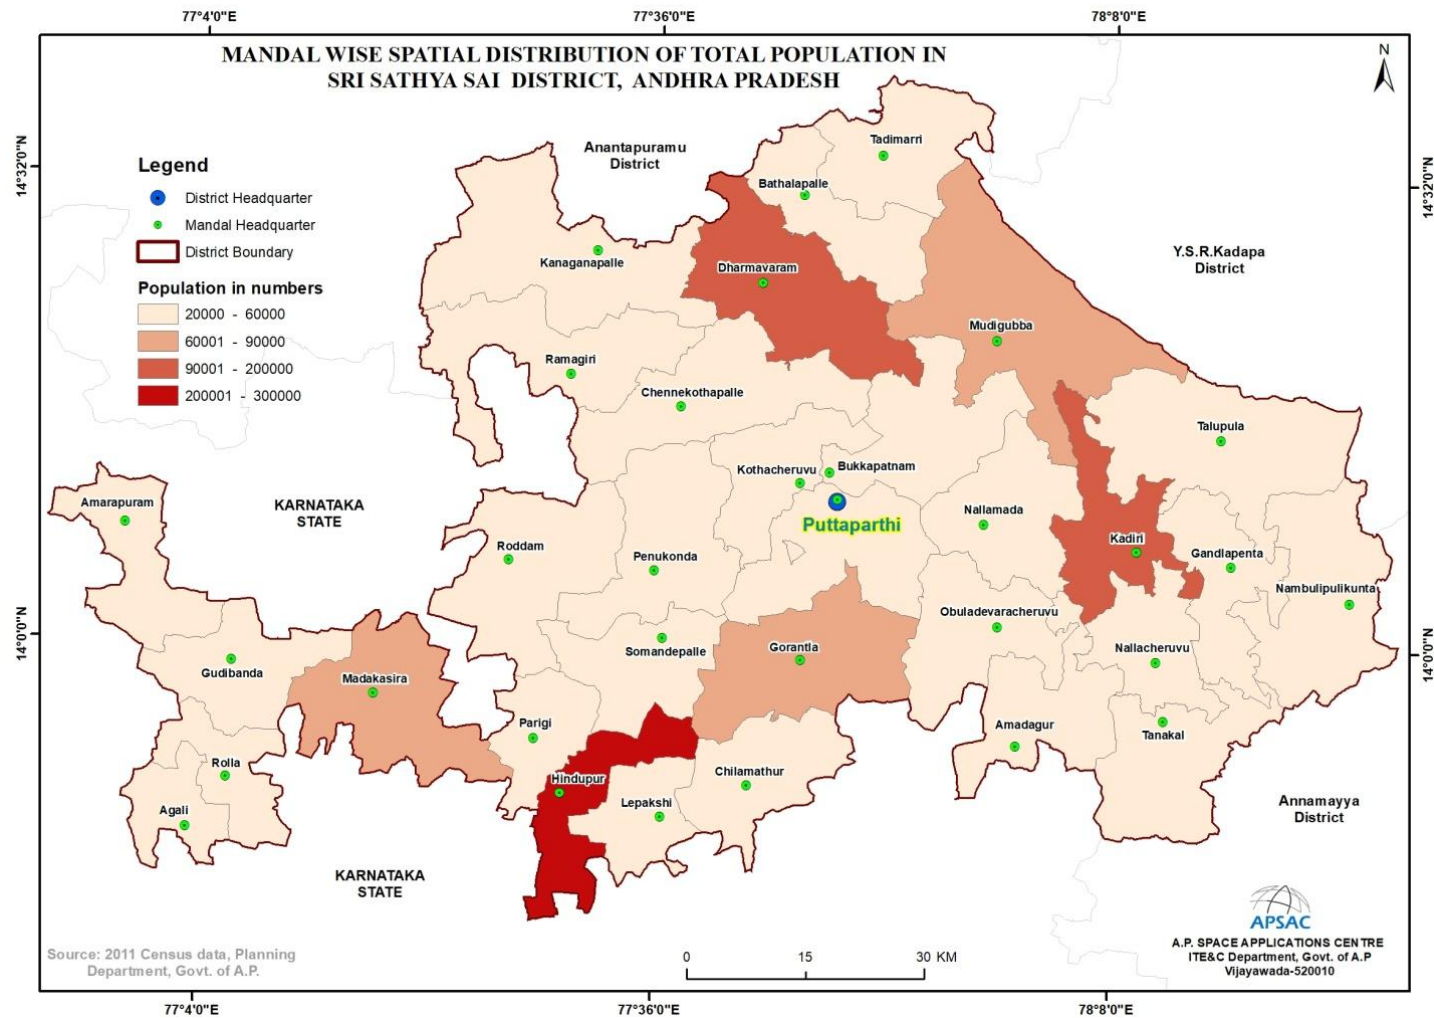 77°4'0"E
77°36'0"E
78°8'0"E
MANDAL WISE SPATIAL DISTRIBUTION OF TOTAL POPULATION IN
SRI SATHYA SAI DISTRICT, ANDHRA PRADESH
N
14°32'0"N
14°32'0"N
14°0'0"N
14°0'0"N
Legend
District Headquarter
Mandal Headquarter
District Boundary
Population in numbers
20000 - 60000
60001 - 90000
90001 - 200000
200001 - 300000
Anantapuramu
District
Tadimarri
Bathalapalle
Kanaganapalle
Dharmavaram
Y.S.R.Kadapa
District
Mudigubba
Ramagiri
Chennekothapalle
Talupula
Kothacheruvu
Bukkapatnam
Amarapuram
KARNATAKA
STATE
Puttaparthi
Nallamada
Roddam
Penukonda
Kadiri
Gandlapenta
Nambulipulikunta
Obuladevaracheruvu
Somandepalle
Gorantla
Nallacheruvu
Gudibanda
Madakasira
Parigi
Amadagur
Tanakal
Rolla
Hindupur
Chilamathur
Lepakshi
Agali
Annamayya
District
KARNATAKA
STATE
APSAC
A.P. SPACE APPLICATIONS CENTRE
ITE&C Department, Govt. of A.P
Vijayawada-520010
Source: 2011 Census data, Planning
Department, Govt. of A.P.
0 15 30 KM
77°4'0"E
77°36'0"E
78°8'0"E